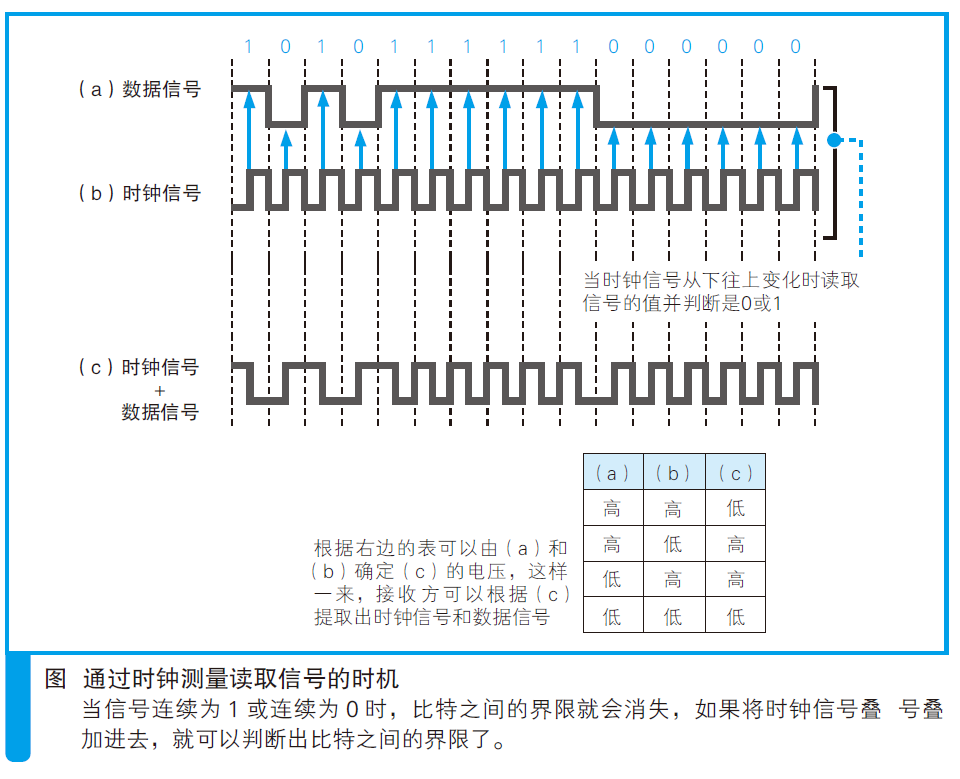 1 0 1 0 1 1 1 1 1 1 0 0 0 0 0 0
(a)数据信号
(b)时钟信号
当时钟信号从下往上变化时读取
信号的值并判断是0或1
(c)时钟信号
+
数据信号
(a) (b) (c)
高 高 低
高 低 高
低 高 高
低 低 低
根据右边的表可以由(a)和
(b)确定(c)的电压,这样
一来,接收方可以根据(c)
提取出时钟信号和数据信号
图 通过时钟测量读取信号的时机
当信号连续为1或连续为0时,比特之间的界限就会消失,如果将时钟信号叠 号叠
加进去,就可以判断出比特之间的界限了。